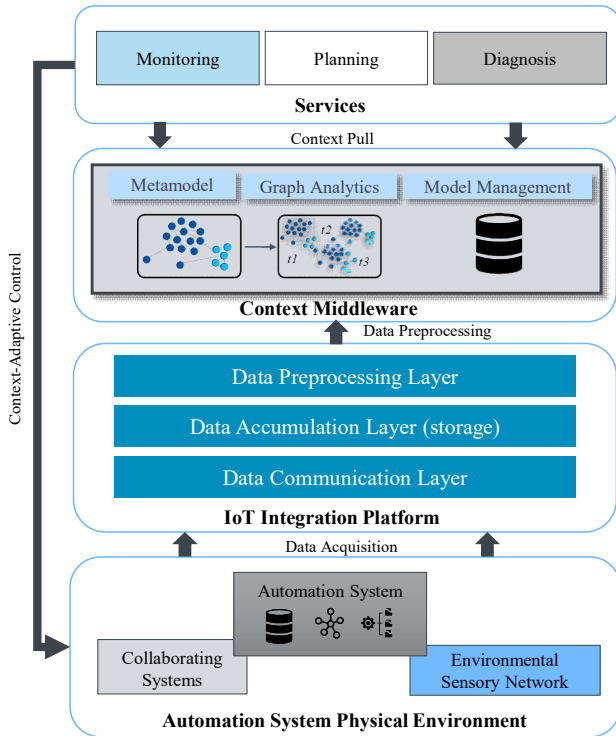 Monitoring
Planning
Diagnosis
Services
Context Pull
Metamodel
Graph Analytics
Model Management
t1
t2
t3
Context Middleware
Data Preprocessing
Context-Adaptive Control
Data Preprocessing Layer
Data Accumulation Layer (storage)
Data Communication Layer
IoT Integration Platform
Data Acquisition
Automation System
Collaborating
Systems
Environmental
Sensory Network
Automation System Physical Environment